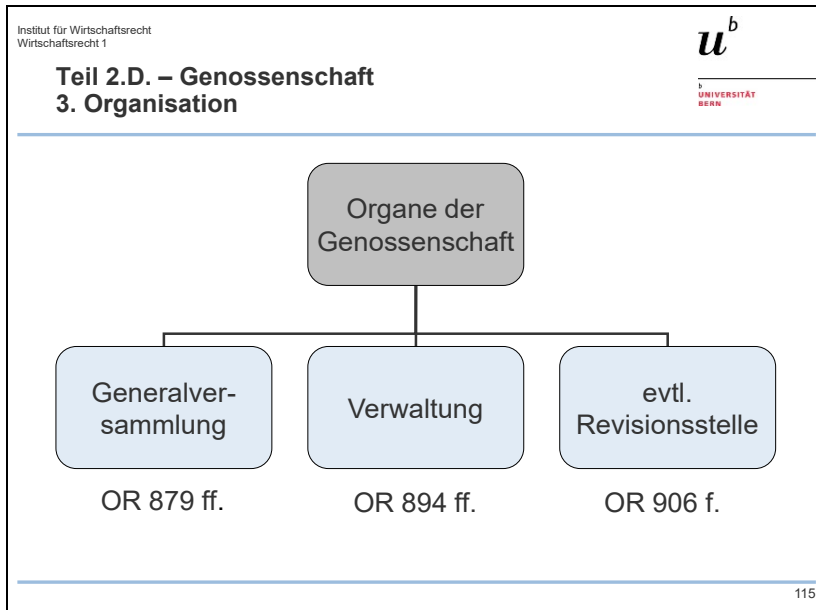 Institut für Wirtschaftsrecht
Wirtschaftsrecht 1
u^b
Teil 2.D. – Genossenschaft
3. Organisation
b
UNIVERSITÄT
BERN
Organe der
Genossenschaft
Generalver-
sammlung
Verwaltung
evtl.
Revisionsstelle
OR 879 ff.
OR 894 ff.
OR 906 f.
115